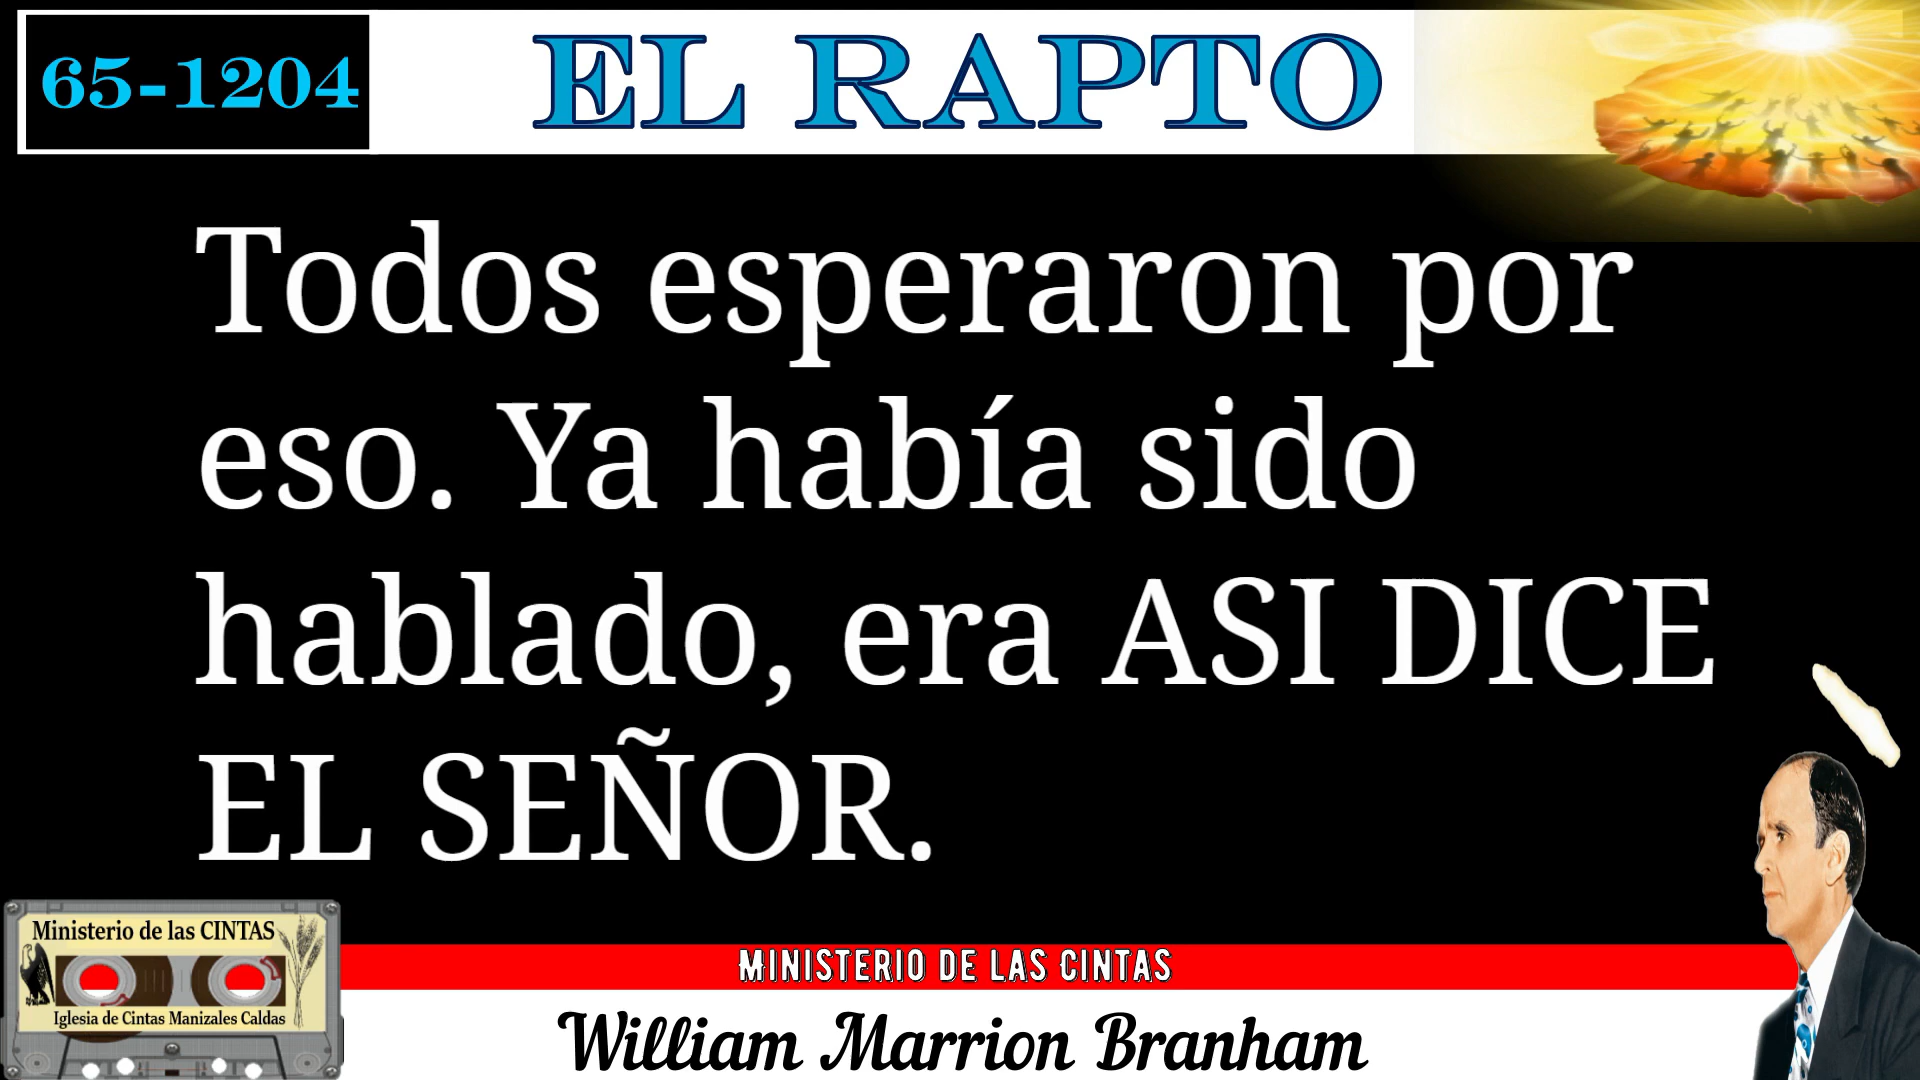 65-1204
EL RAPTO
Todos esperaron por
eso. Ya había sido
hablado, era ASI DICE
EL SEÑOR.
Ministerio de las CINTAS
Iglesia de Cintas Manizales Caldas
MINISTERIO DE LAS CINTAS
William Marrion Branham